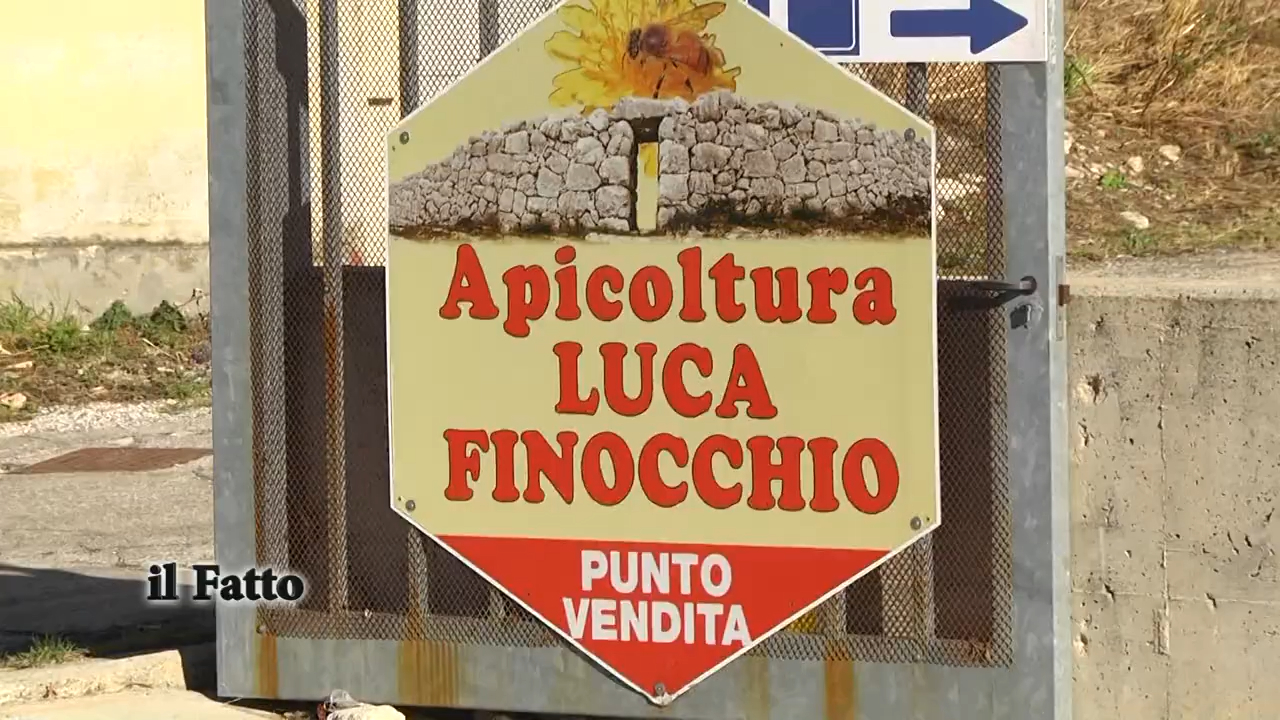 Apicoltura
LUCA
FINOCCHIO
PUNTO
VENDITA
il Fatto